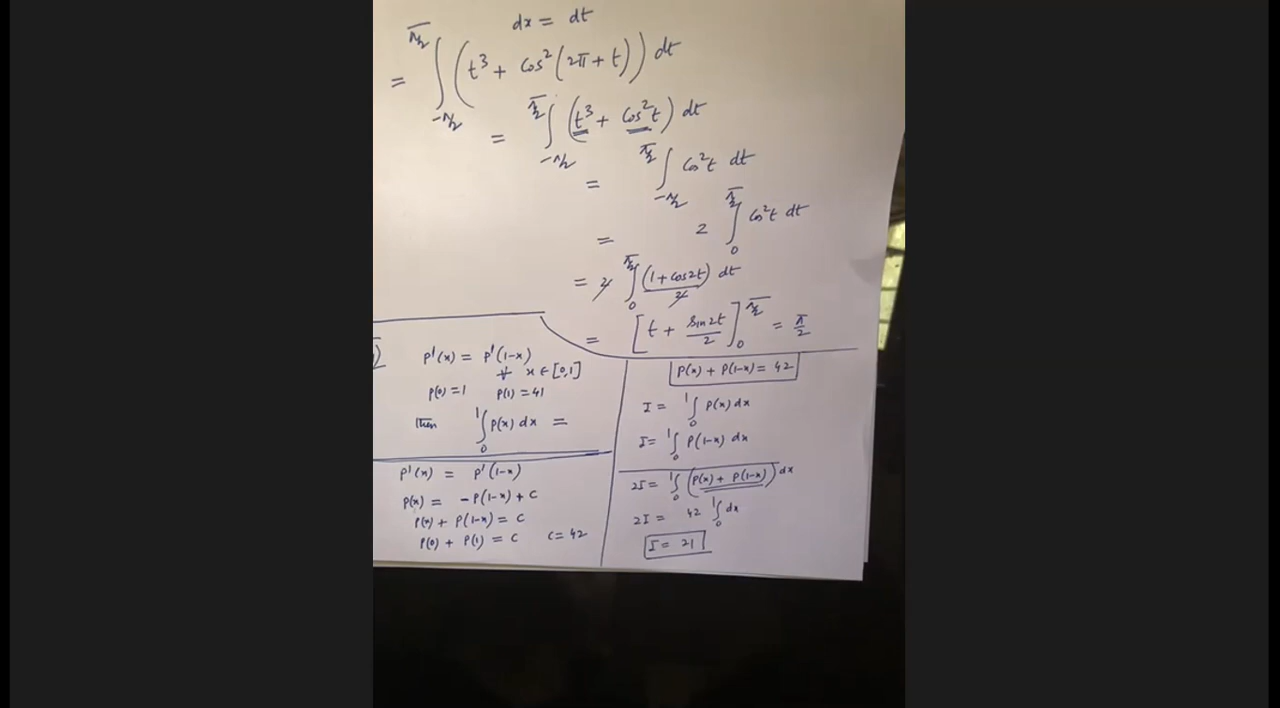 dx = dt
= ∫_{-π/2}^{π/2} (t³ + cos²(2π + t)) dt
= ∫_{-π/2}^{π/2} (t³ + cos²t) dt
= ∫_{-π/2}^{π/2} cos²t dt
= 2 ∫_0^{π/2} cos²t dt
= 2 ∫_0^{π/2} (1 + cos2t)/2 dt
= [t + sin2t/2]_0^{π/2} = π/2
P'(x) = P'(1-x)
∀ x ∈ [0,1]
P(0) = 1 P(1) = 41
Then ∫_0^1 P(x) dx =
P'(x) = P'(1-x)
P(x) = -P(1-x) + C
P(x) + P(1-x) = C
P(0) + P(1) = C C = 42
P(x) + P(1-x) = 42
I = ∫_0^1 P(x) dx
I = ∫_0^1 P(1-x) dx
2I = ∫_0^1 (P(x) + P(1-x)) dx
2I = 42 ∫_0^1 dx
I = 21